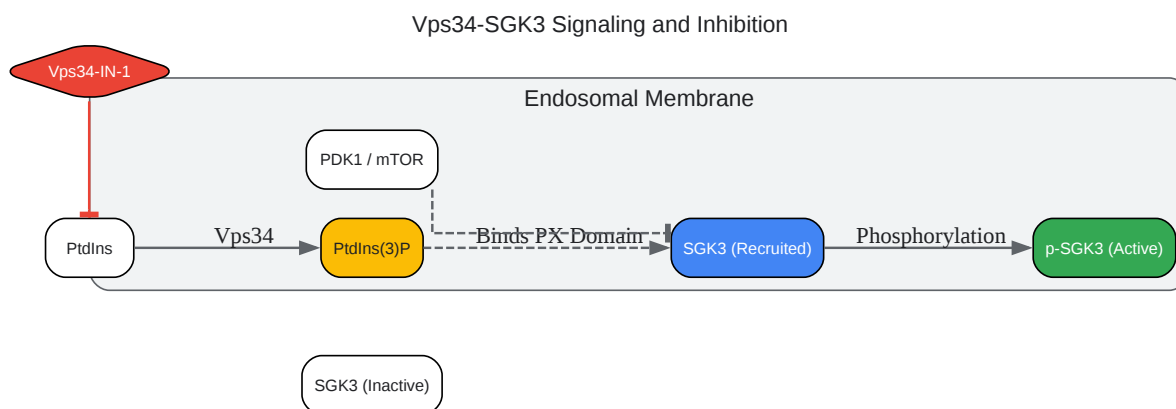 Vps34-SGK3 Signaling and Inhibition
Vps34-IN-1
Endosomal Membrane
PDK1 / mTOR
PtdIns
Vps34
PtdIns(3)P
Binds PX Domain
SGK3 (Recruited)
Phosphorylation
p-SGK3 (Active)
SGK3 (Inactive)